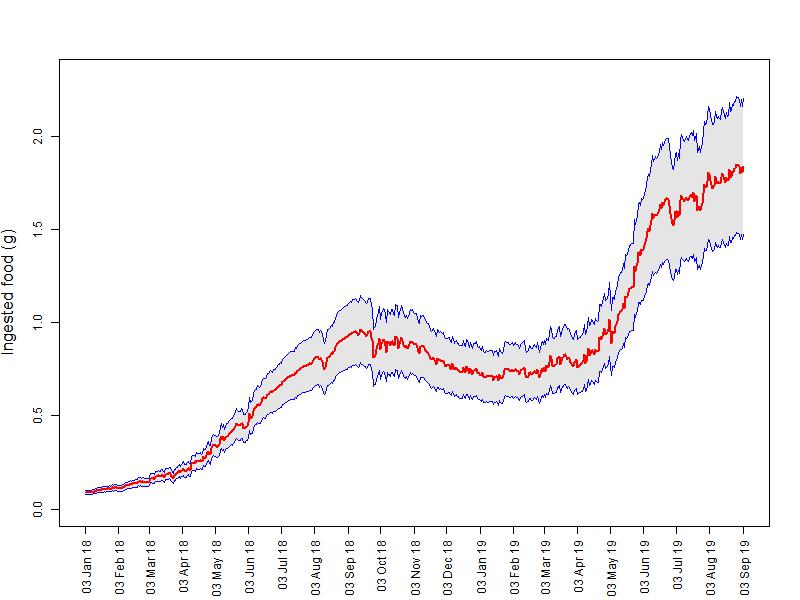 Ingested food (g)
2.0
1.5
1.0
0.5
0.0
03 Jan 18
03 Feb 18
03 Mar 18
03 Apr 18
03 May 18
03 Jun 18
03 Jul 18
03 Aug 18
03 Sep 18
03 Oct 18
03 Nov 18
03 Dec 18
03 Jan 19
03 Feb 19
03 Mar 19
03 Apr 19
03 May 19
03 Jun 19
03 Jul 19
03 Aug 19
03 Sep 19